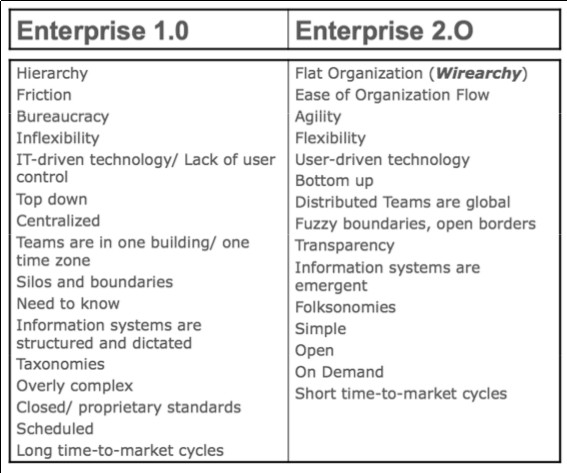 Enterprise 1.0
Enterprise 2.O
Hierarchy
Friction
Bureaucracy
Inflexibility
IT-driven technology/ Lack of user
control
Top down
Centralized
Teams are in one building/ one
time zone
Silos and boundaries
Need to know
Information systems are
structured and dictated
Taxonomies
Overly complex
Closed/ proprietary standards
Scheduled
Long time-to-market cycles
Flat Organization (Wirearchy)
Ease of Organization Flow
Agility
Flexibility
User-driven technology
Bottom up
Distributed Teams are global
Fuzzy boundaries, open borders
Transparency
Information systems are
emergent
Folksonomies
Simple
Open
On Demand
Short time-to-market cycles